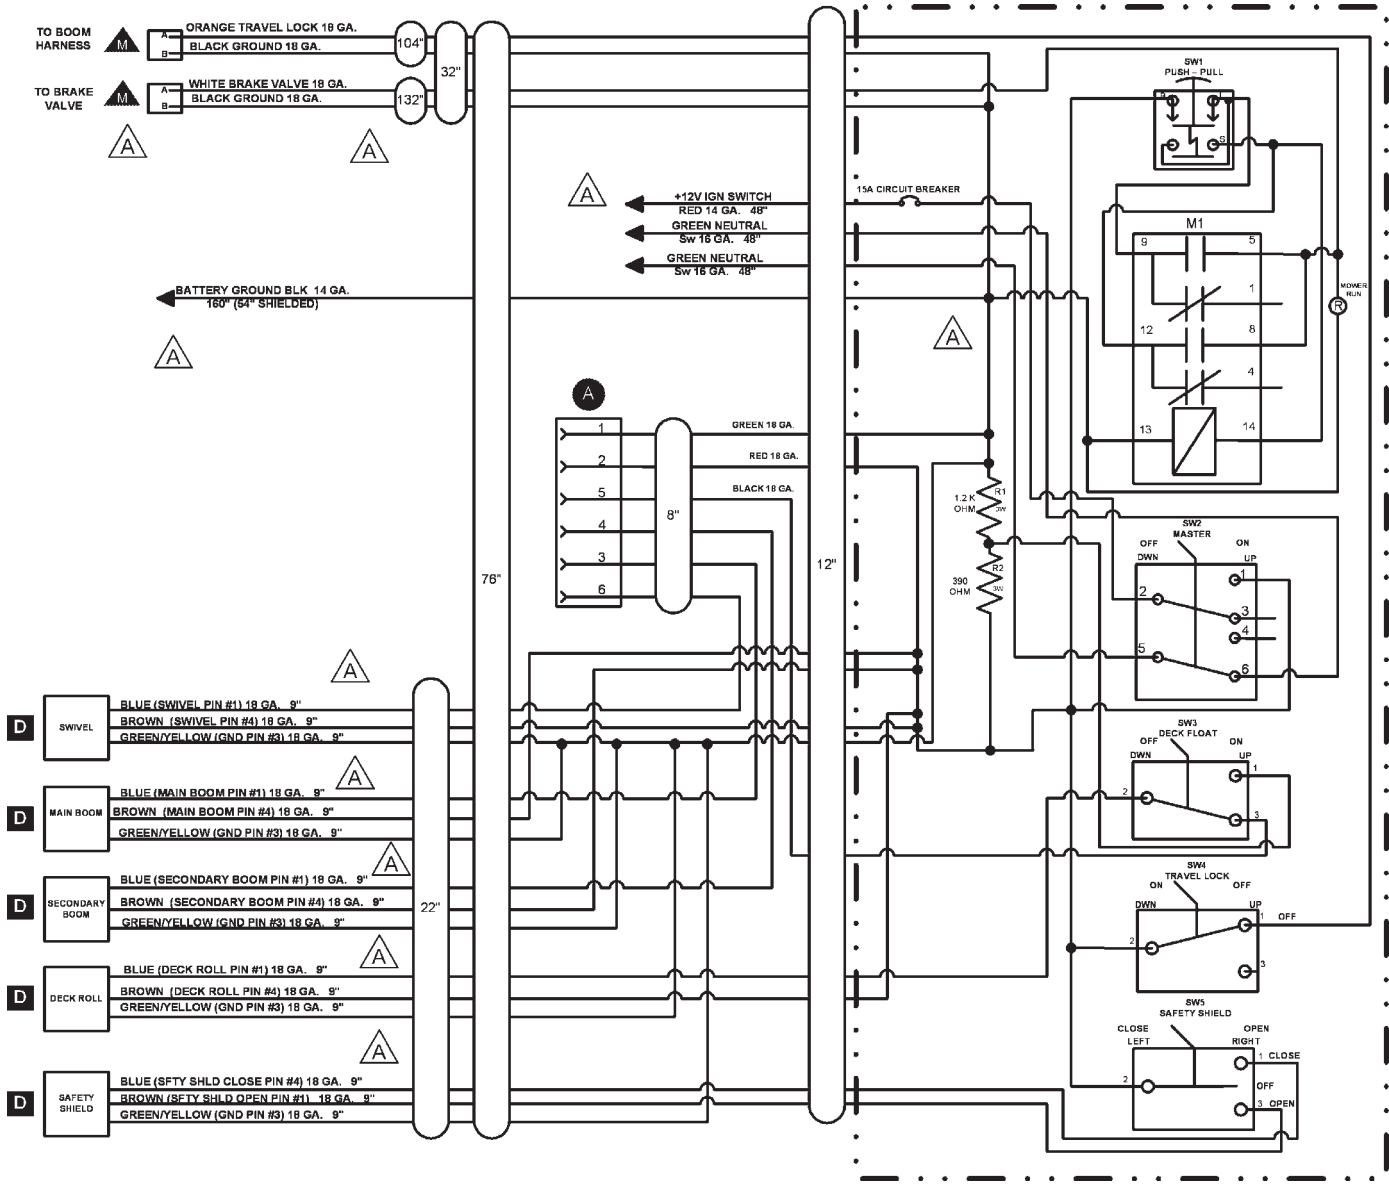 TO BOOM
HARNESS
M
A
B
ORANGE TRAVEL LOCK 18 GA.
BLACK GROUND 18 GA.
104"
32"
TO BRAKE
VALVE
M
A
B
WHITE BRAKE VALVE 18 GA.
BLACK GROUND 18 GA.
132"
A
A
A
+12V IGN SWITCH
RED 14 GA. 48"
GREEN NEUTRAL
Sw 16 GA. 48"
GREEN NEUTRAL
Sw 16 GA. 48"
15A CIRCUIT BREAKER
BATTERY GROUND BLK 14 GA.
160" (54" SHIELDED)
A
A
SW1
PUSH – PULL
S
M1
9
5
1
12
8
4
13
14
MOWER
RUN
R
A
1
2
5
4
3
6
8"
GREEN 18 GA.
RED 18 GA.
BLACK 18 GA.
76"
12"
1.2 K
OHM
R1
3W
390
OHM
R2
3W
SW2
MASTER
OFF
ON
DWN
UP
1
2
3
4
5
6
A
D
SWIVEL
BLUE (SWIVEL PIN #1) 18 GA. 9"
BROWN (SWIVEL PIN #4) 18 GA. 9"
GREEN/YELLOW (GND PIN #3) 18 GA. 9"
SW3
DECK FLOAT
OFF
ON
DWN
UP
1
2
3
A
D
MAIN BOOM
BLUE (MAIN BOOM PIN #1) 18 GA. 9"
BROWN (MAIN BOOM PIN #4) 18 GA. 9"
GREEN/YELLOW (GND PIN #3) 18 GA. 9"
A
D
SECONDARY
BOOM
BLUE (SECONDARY BOOM PIN #1) 18 GA. 9"
BROWN (SECONDARY BOOM PIN #4) 18 GA. 9"
GREEN/YELLOW (GND PIN #3) 18 GA. 9"
22"
SW4
TRAVEL LOCK
ON
OFF
DWN
UP
1 OFF
2
3
A
D
DECK ROLL
BLUE (DECK ROLL PIN #1) 18 GA. 9"
BROWN (DECK ROLL PIN #4) 18 GA. 9"
GREEN/YELLOW (GND PIN #3) 18 GA. 9"
SW5
SAFETY SHIELD
CLOSE
LEFT
OPEN
RIGHT
1 CLOSE
2
OFF
3 OPEN
A
D
SAFETY
SHIELD
BLUE (SFTY SHLD CLOSE PIN #4) 18 GA. 9"
BROWN (SFTY SHLD OPEN PIN #1) 18 GA. 9"
GREEN/YELLOW (GND PIN #3) 18 GA. 9"